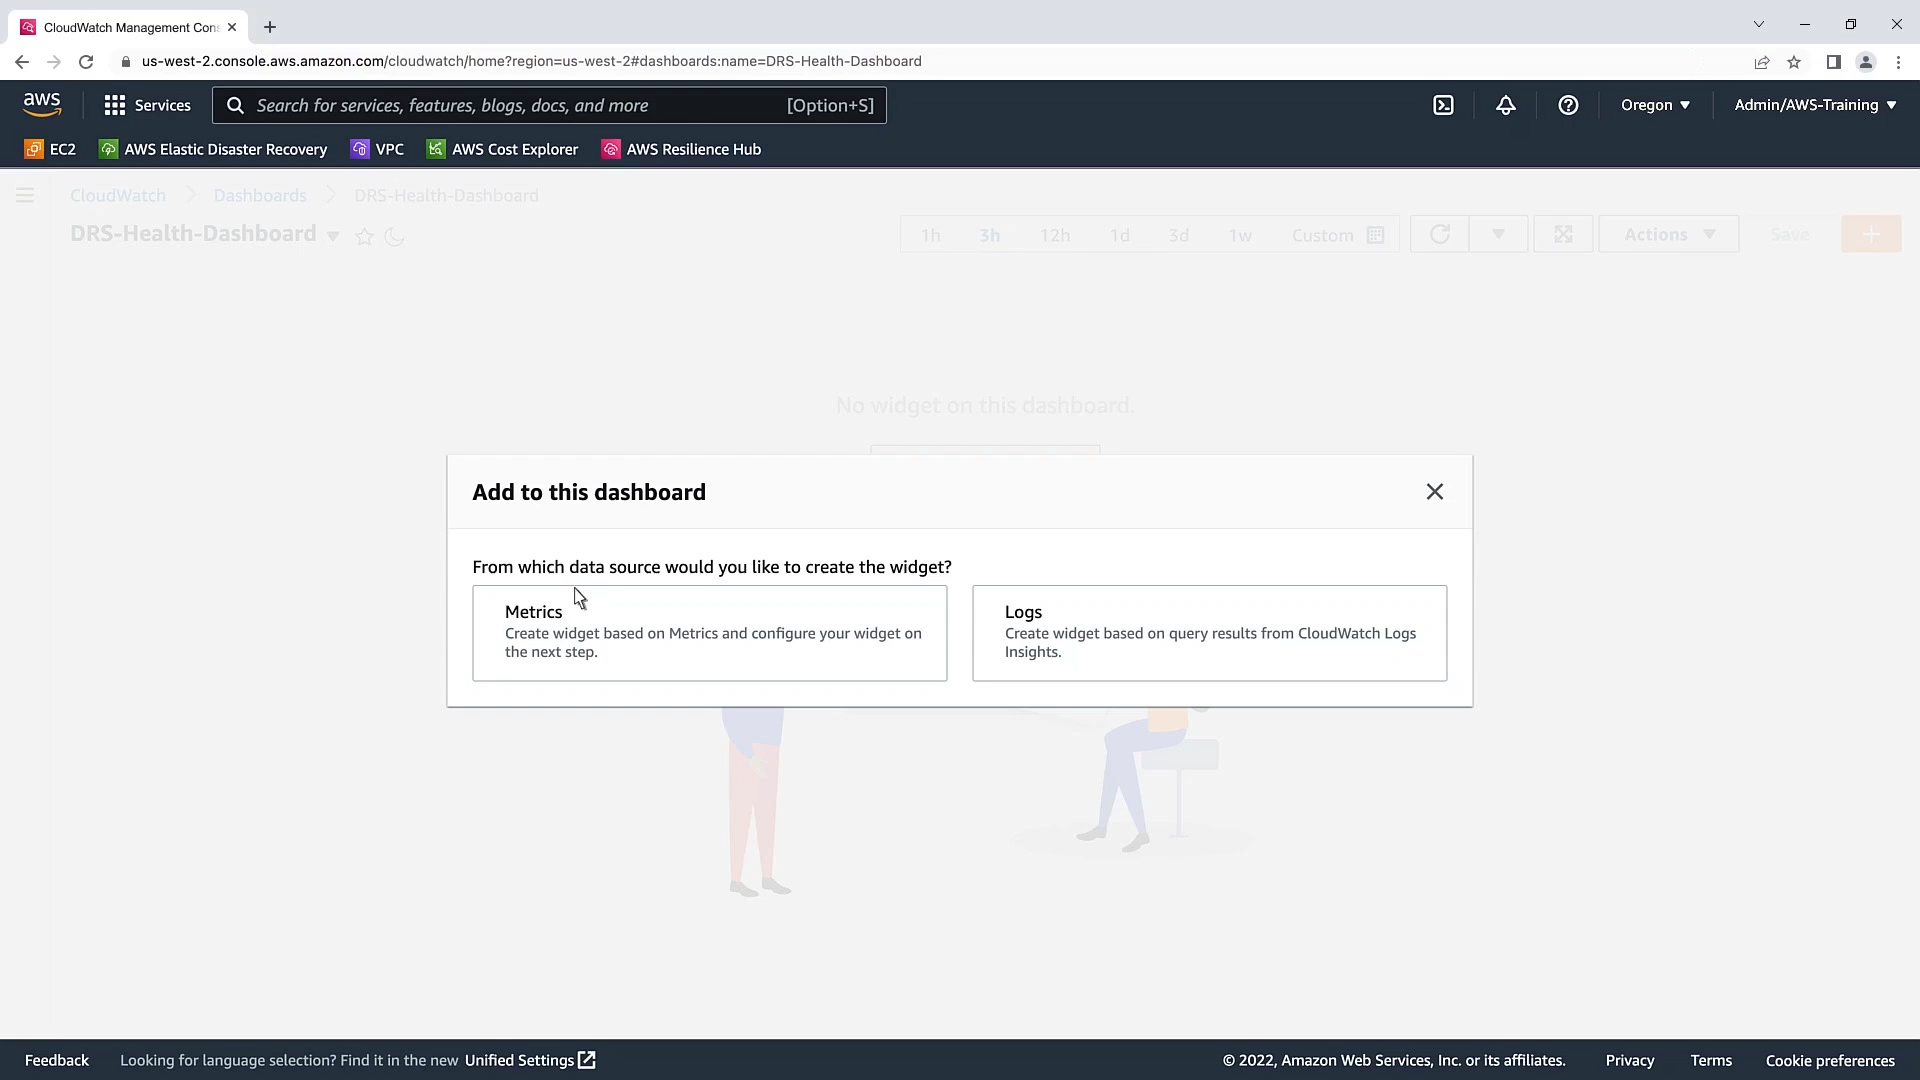 CloudWatch Management Con
us-west-2.console.aws.amazon.com/cloudwatch/home?region=us-west-2#dashboards:name=DRS-Health-Dashboard
aws
Services
Search for services, features, blogs, docs, and more
[Option+S]
Oregon
Admin/AWS-Training
EC2
AWS Elastic Disaster Recovery
VPC
AWS Cost Explorer
AWS Resilience Hub
CloudWatch
Dashboards
DRS-Health-Dashboard
DRS-Health-Dashboard
1h
3h
12h
1d
3d
1w
Custom
Actions
Save
No widget on this dashboard.
Add to this dashboard
From which data source would you like to create the widget?
Metrics
Create widget based on Metrics and configure your widget on
the next step.
Logs
Create widget based on query results from CloudWatch Logs
Insights.
Feedback
Looking for language selection? Find it in the new Unified Settings
© 2022, Amazon Web Services, Inc. or its affiliates.
Privacy
Terms
Cookie preferences